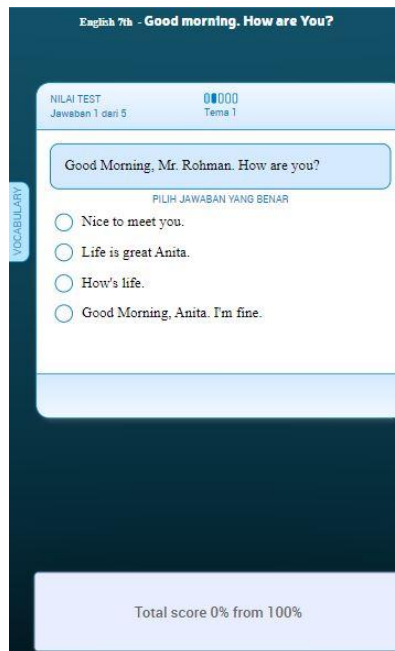 English 7th - Good morning. How are You?
NILAI TEST
Jawaban 1 dari 5
Tema 1
Good Morning, Mr. Rohman. How are you?
PILIH JAWABAN YANG BENAR
VOCABULARY
Nice to meet you.
Life is great Anita.
How's life.
Good Morning, Anita. I'm fine.
Total score 0% from 100%